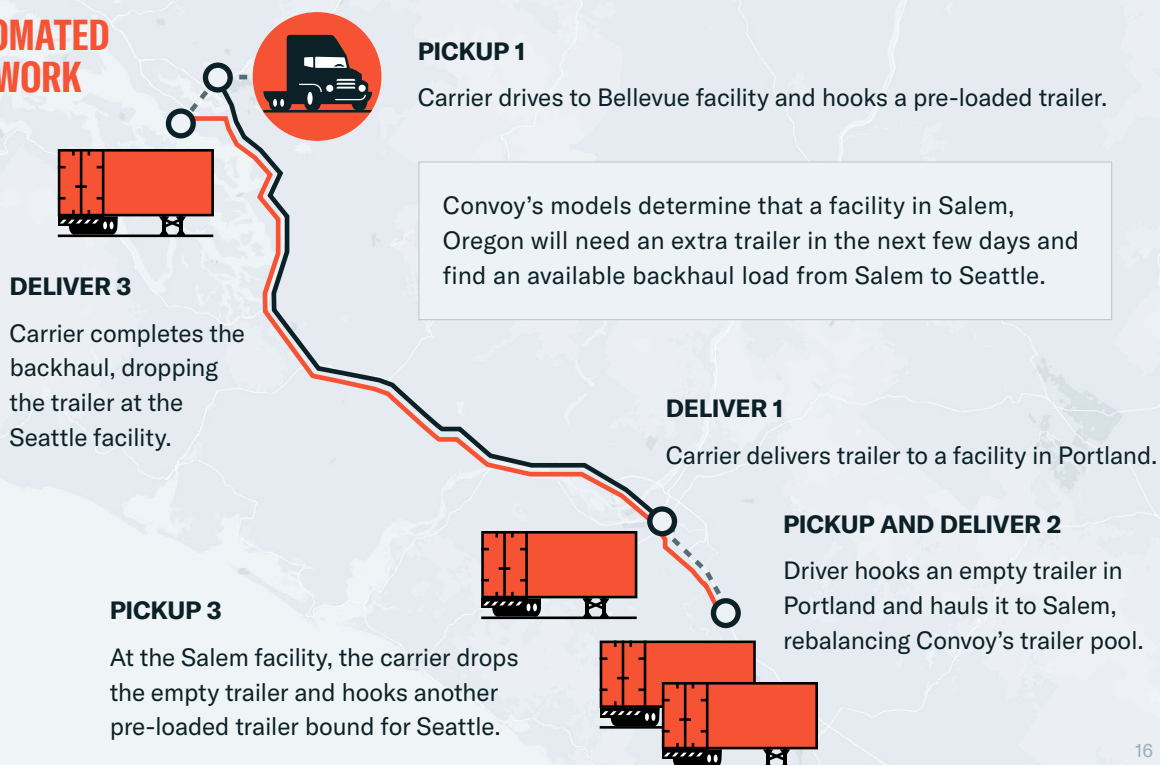 OMATED
WORK
PICKUP 1
Carrier drives to Bellevue facility and hooks a pre-loaded trailer.
Convoy’s models determine that a facility in Salem,
Oregon will need an extra trailer in the next few days and
find an available backhaul load from Salem to Seattle.
DELIVER 3
Carrier completes the
backhaul, dropping
the trailer at the
Seattle facility.
DELIVER 1
Carrier delivers trailer to a facility in Portland.
PICKUP AND DELIVER 2
Driver hooks an empty trailer in
Portland and hauls it to Salem,
rebalancing Convoy’s trailer pool.
PICKUP 3
At the Salem facility, the carrier drops
the empty trailer and hooks another
pre-loaded trailer bound for Seattle.
16